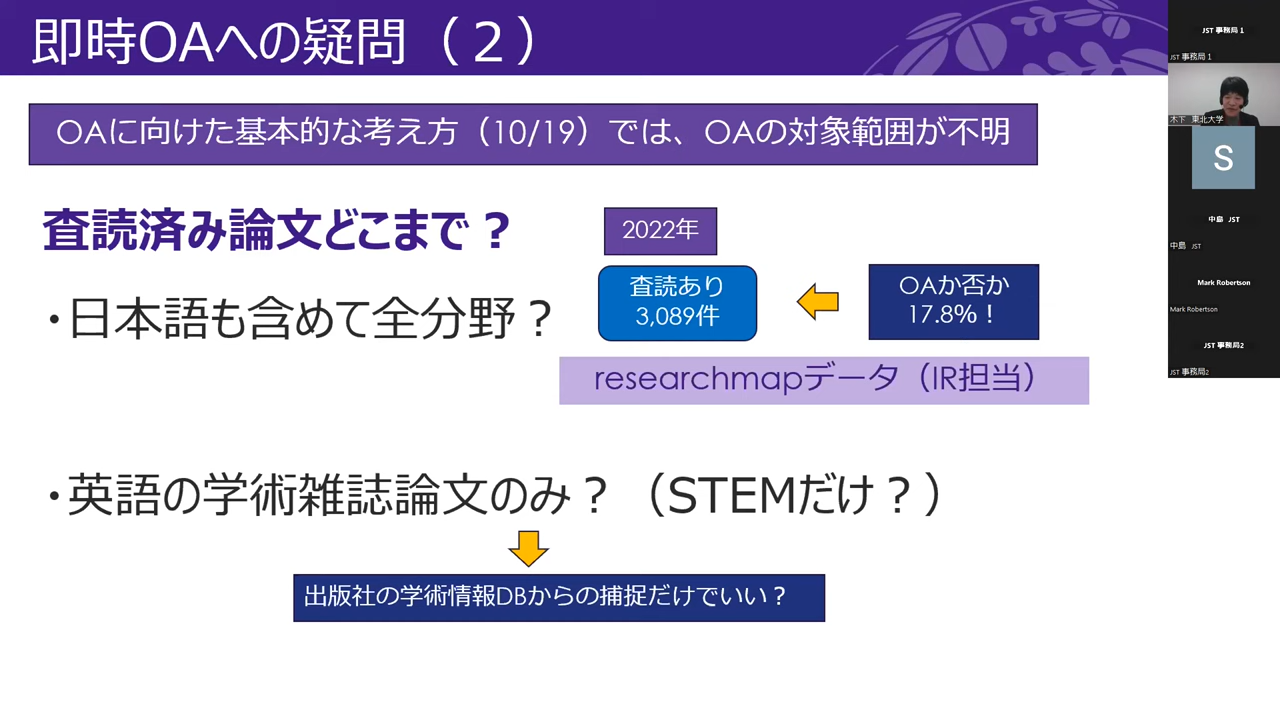 即時OAへの疑問（２）
OAに向けた基本的な考え方（10/19）では、OAの対象範囲が不明
査読済み論文どこまで？
2022年
・日本語も含めて全分野？
査読あり
3,089件
OAか否か
17.8%！
researchmapデータ（IR担当）
・英語の学術雑誌論文のみ？（STEMだけ？）
出版社の学術情報DBからの捕捉だけでいい？
JST 事務局 1
JST 事務局 1
木下 東北大学
S
中島 JST
中島 JST
Mark Robertson
Mark Robertson
JST 事務局2
JST 事務局2